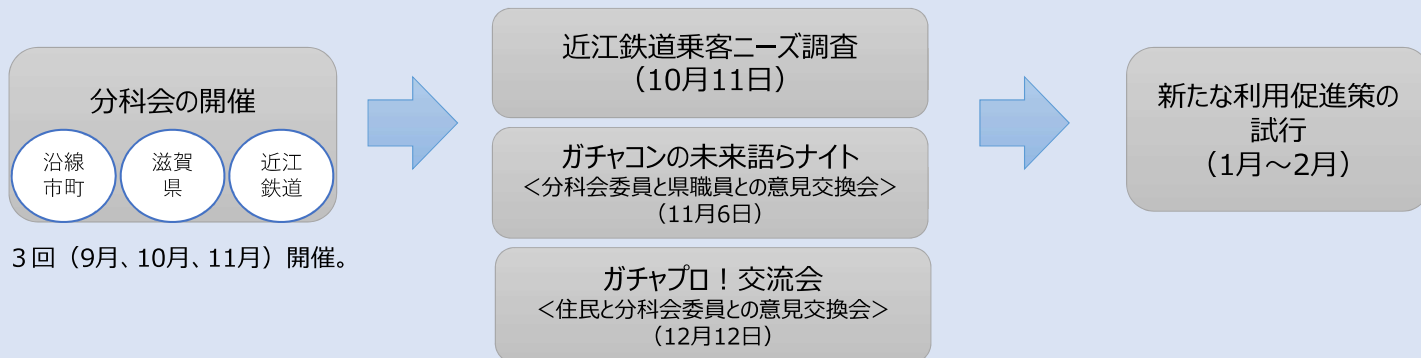 分科会の開催
沿線
市町
滋賀
県
近江
鉄道
３回（9月、10月、11月）開催。
近江鉄道乗客ニーズ調査
（10月11日）
ガチャコンの未来語らナイト
＜分科会委員と県職員との意見交換会＞
（11月6日）
ガチャプロ！交流会
＜住民と分科会委員との意見交換会＞
（12月12日）
新たな利用促進策の
試行
（1月～2月）